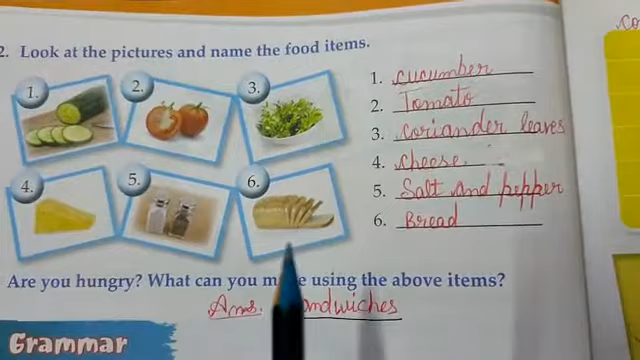 2. Look at the pictures and name the food items.
1. cucumber
2. Tomato
3. coriander leaves
4. cheese.
5. Salt and pepper
6. Bread
1.
2.
3.
4.
5.
6.
Are you hungry? What can you using the above items?
Ans.
Grammar